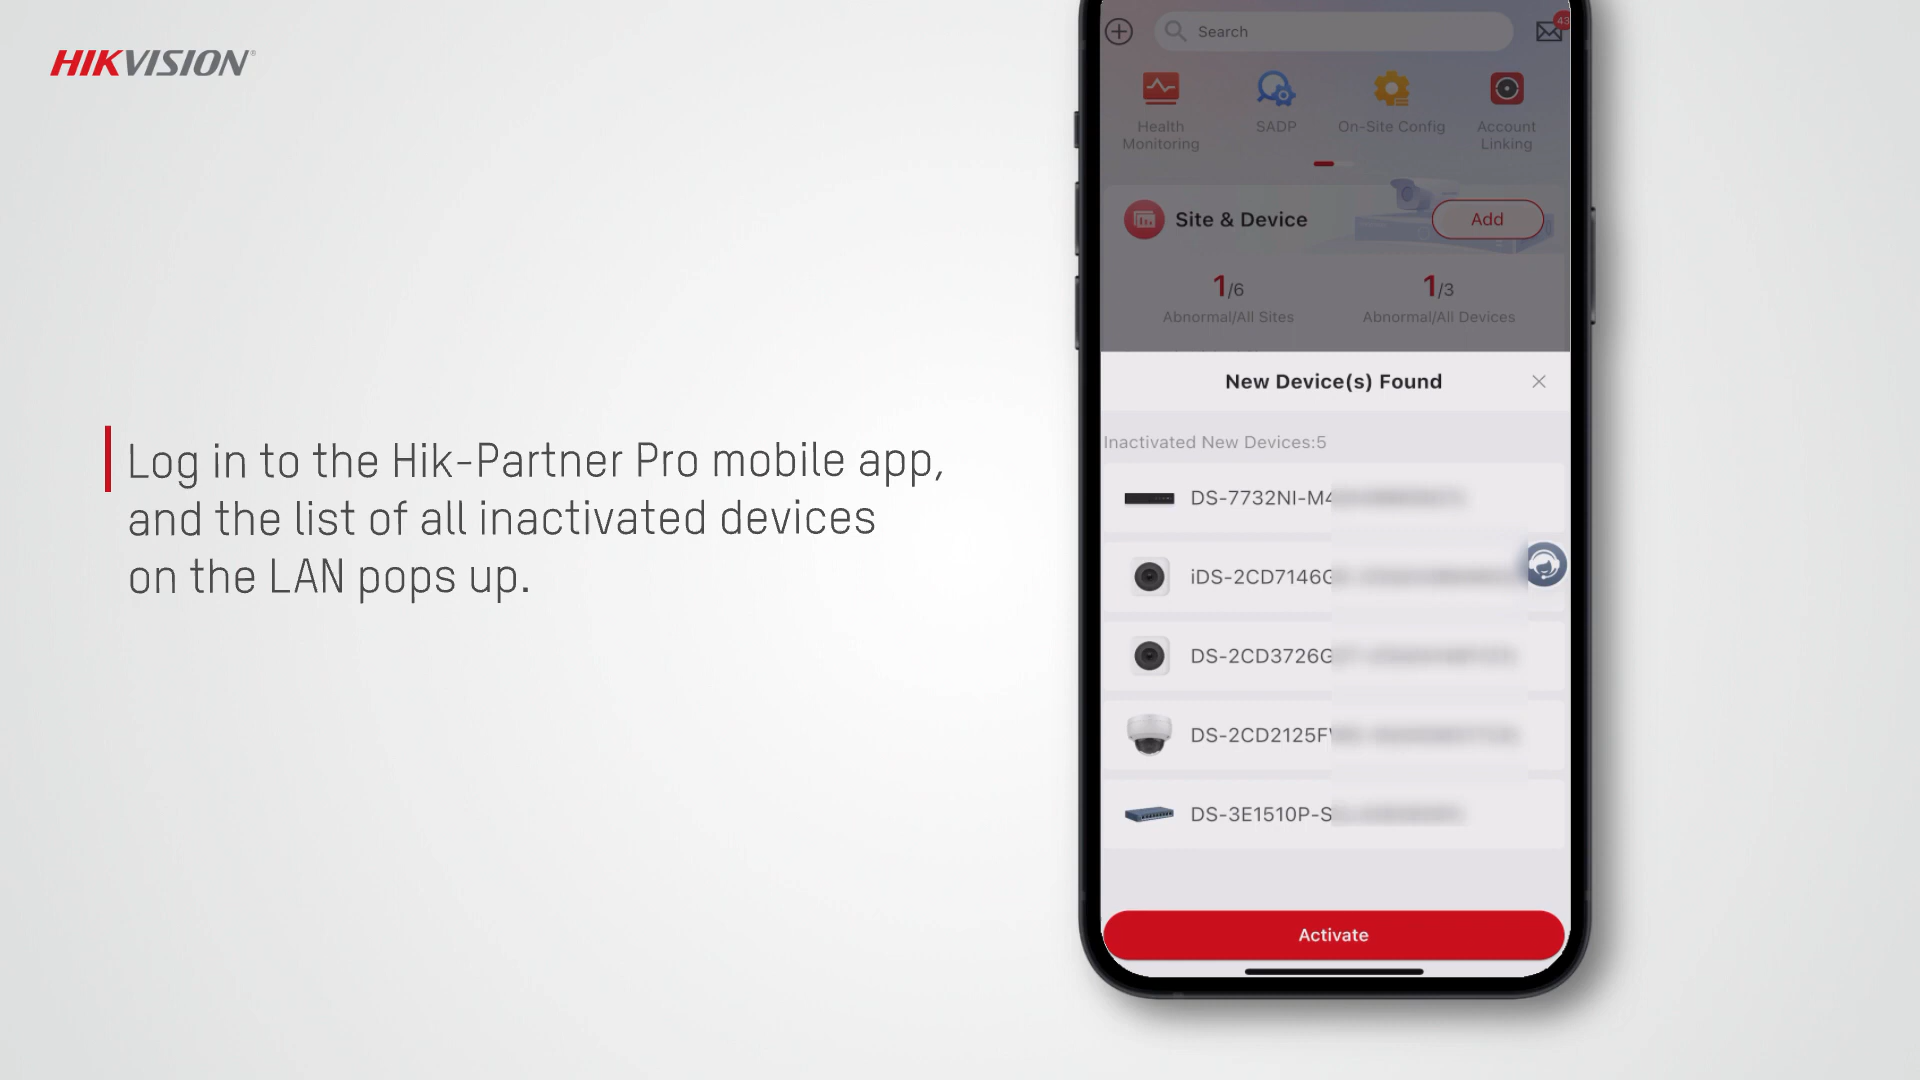 HIKVISION®
Log in to the Hik-Partner Pro mobile app,
and the list of all inactivated devices
on the LAN pops up.
Search
43
Health Monitoring
SADP
On-Site Config
Account Linking
Site & Device
Add
1/6
1/3
Abnormal/All Sites
Abnormal/All Devices
New Device(s) Found
Inactivated New Devices:5
DS-7732NI-M4
iDS-2CD7146G
DS-2CD3726G
DS-2CD2125F
DS-3E1510P-S
Activate